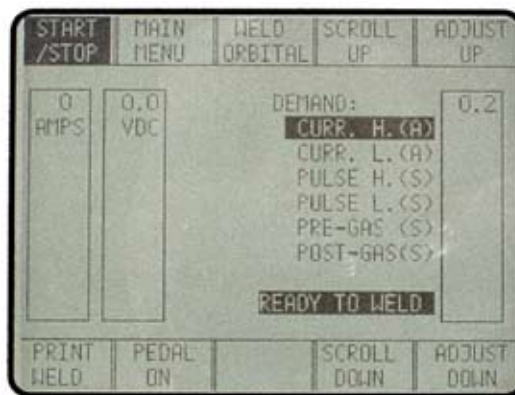 START /STOP
MAIN MENU
WELD ORBITAL
SCROLL UP
ADJUST UP
0 AMPS
0.0 VDC
DEMAND:
CURR. H.(A)
CURR. L.(A)
PULSE H.(S)
PULSE L.(S)
PRE-GAS (S)
POST-GAS(S)
0.2
READY TO WELD
PRINT WELD
PEDAL ON
SCROLL DOWN
ADJUST DOWN